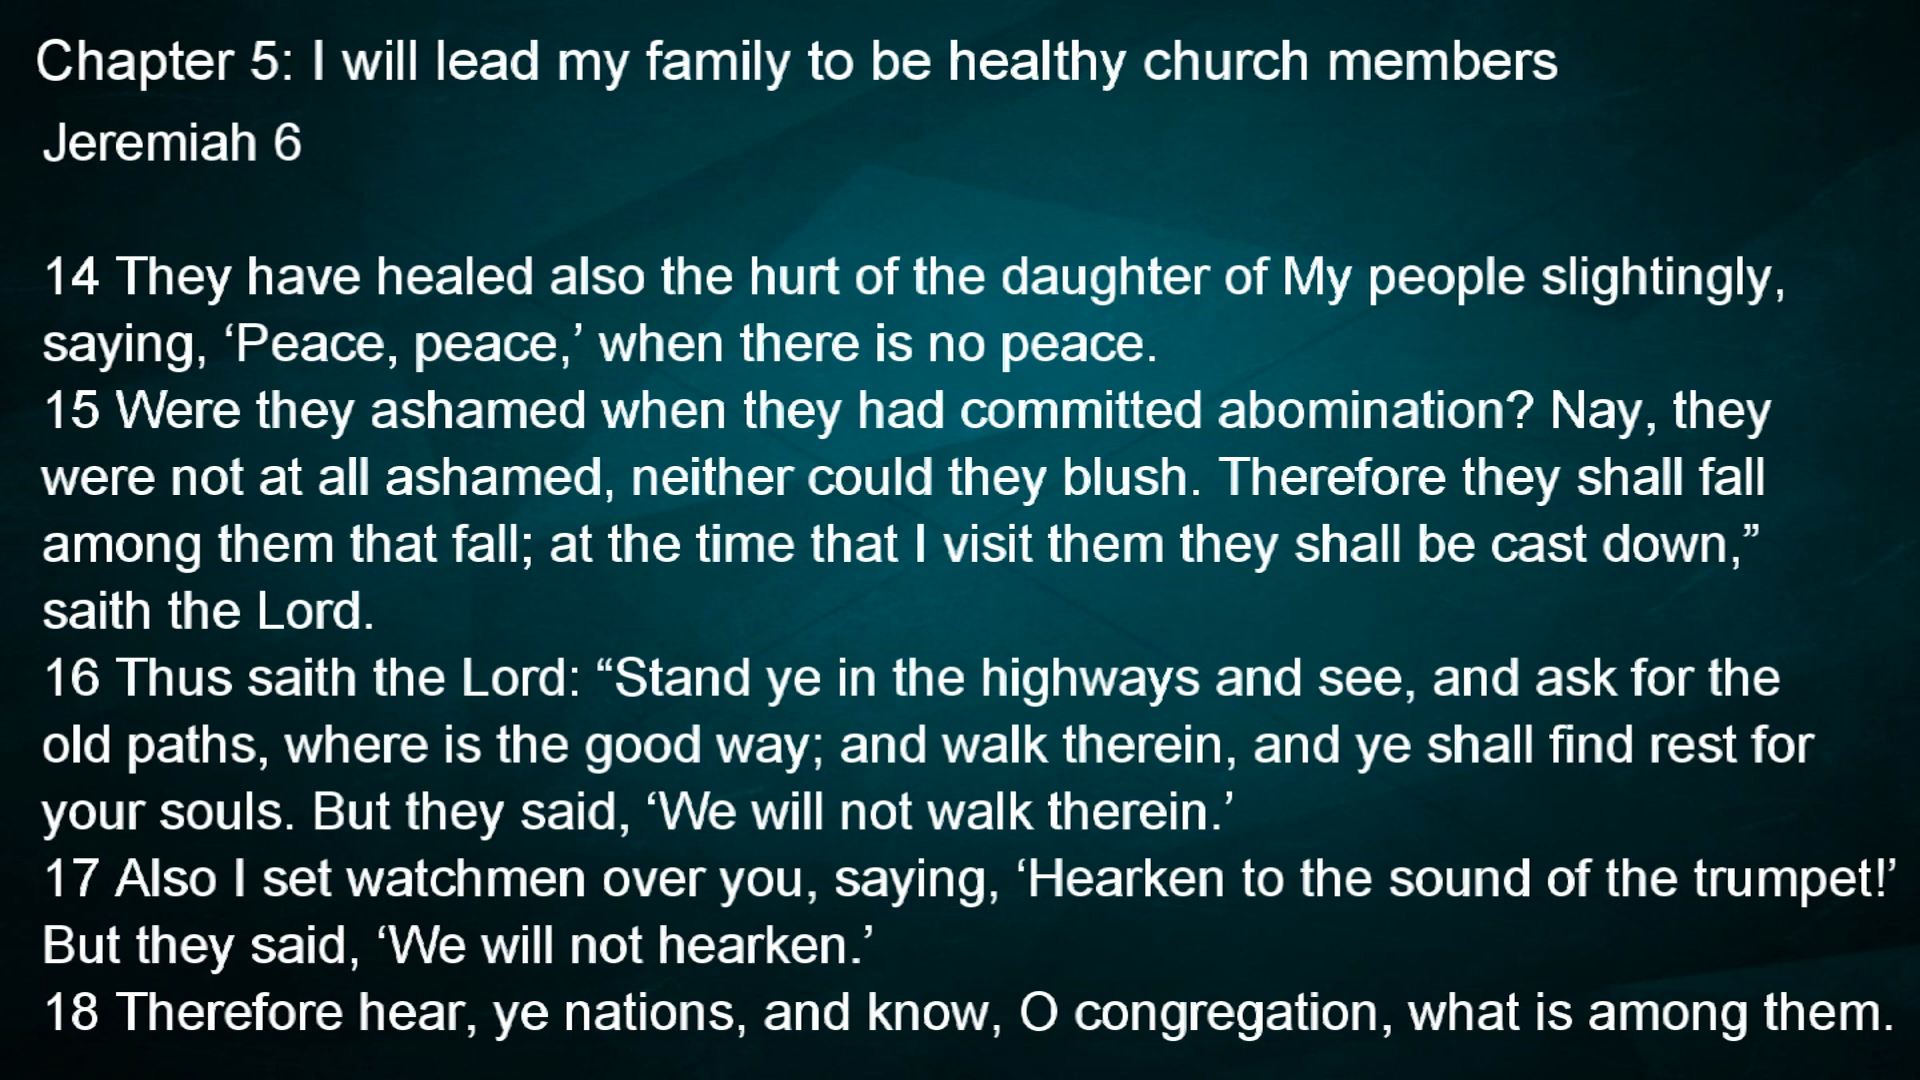 Chapter 5: I will lead my family to be healthy church members
Jeremiah 6
14 They have healed also the hurt of the daughter of My people slightingly,
saying, ‘Peace, peace,’ when there is no peace.
15 Were they ashamed when they had committed abomination? Nay, they
were not at all ashamed, neither could they blush. Therefore they shall fall
among them that fall; at the time that I visit them they shall be cast down,”
saith the Lord.
16 Thus saith the Lord: “Stand ye in the highways and see, and ask for the
old paths, where is the good way; and walk therein, and ye shall find rest for
your souls. But they said, ‘We will not walk therein.’
17 Also I set watchmen over you, saying, ‘Hearken to the sound of the trumpet!’
But they said, ‘We will not hearken.’
18 Therefore hear, ye nations, and know, O congregation, what is among them.